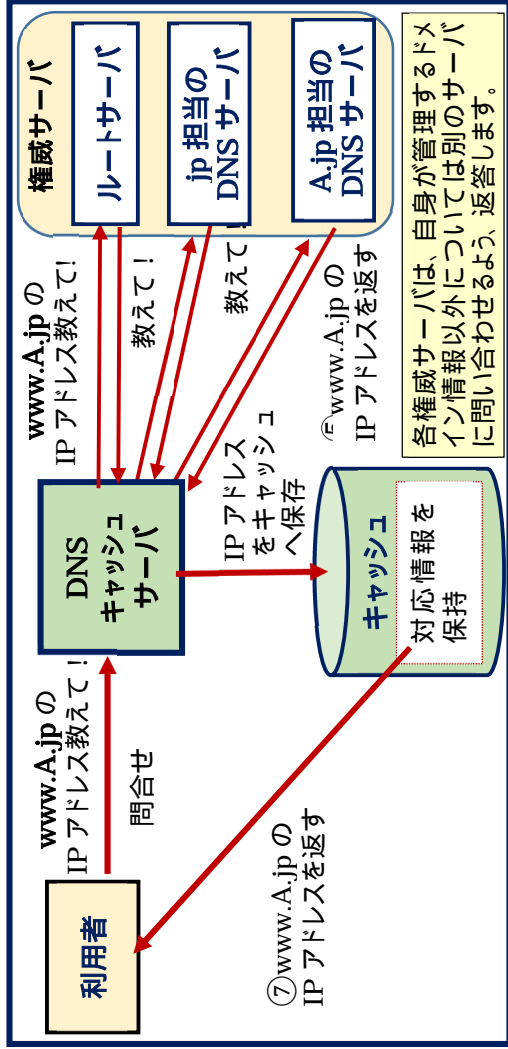 権威サーバ
www.A.jp の
IP アドレス教えて!
ルートサーバ
教えて！
jp 担当の
DNS サーバ
教えて！
A.jp 担当の
DNS サーバ
www.A.jp の
IP アドレス教えて！
問合せ
利用者
DNS
キャッシュ
サーバ
IP アドレス
をキャッシュ
へ保存
www.A.jp の
IP アドレスを返す
キャッシュ
対応情報を
保持
⑦www.A.jp の
IP アドレスを返す
各権威サーバは、自身が管理するドメ
イン情報以外については別のサーバ
に問い合わせるよう、返答します。